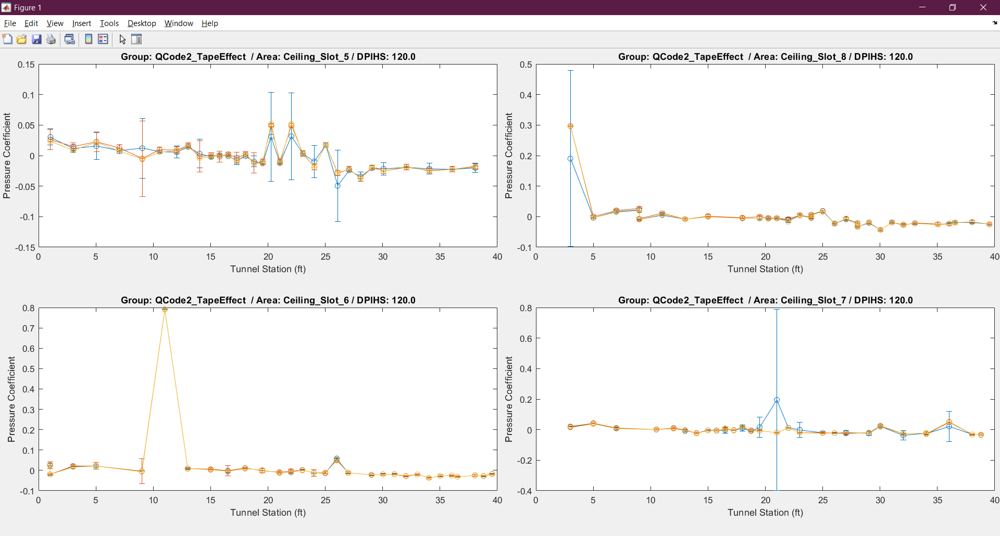 Figure 1
File Edit View Insert Tools Desktop Window Help
Group: QCode2_TapeEffect / Area: Ceiling_Slot_5 / DPIHS: 120.0
0.15
0.1
0.05
0
-0.05
-0.1
-0.15
Pressure Coefficient
0 5 10 15 20 25 30 35 40
Tunnel Station (ft)
Group: QCode2_TapeEffect / Area: Ceiling_Slot_8 / DPIHS: 120.0
0.5
0.4
0.3
0.2
0.1
0
-0.1
Pressure Coefficient
0 5 10 15 20 25 30 35 40
Tunnel Station (ft)
Group: QCode2_TapeEffect / Area: Ceiling_Slot_6 / DPIHS: 120.0
0.8
0.7
0.6
0.5
0.4
0.3
0.2
0.1
0
-0.1
Pressure Coefficient
0 5 10 15 20 25 30 35 40
Tunnel Station (ft)
Group: QCode2_TapeEffect / Area: Ceiling_Slot_7 / DPIHS: 120.0
0.8
0.6
0.4
0.2
0
-0.2
-0.4
Pressure Coefficient
0 5 10 15 20 25 30 35 40
Tunnel Station (ft)